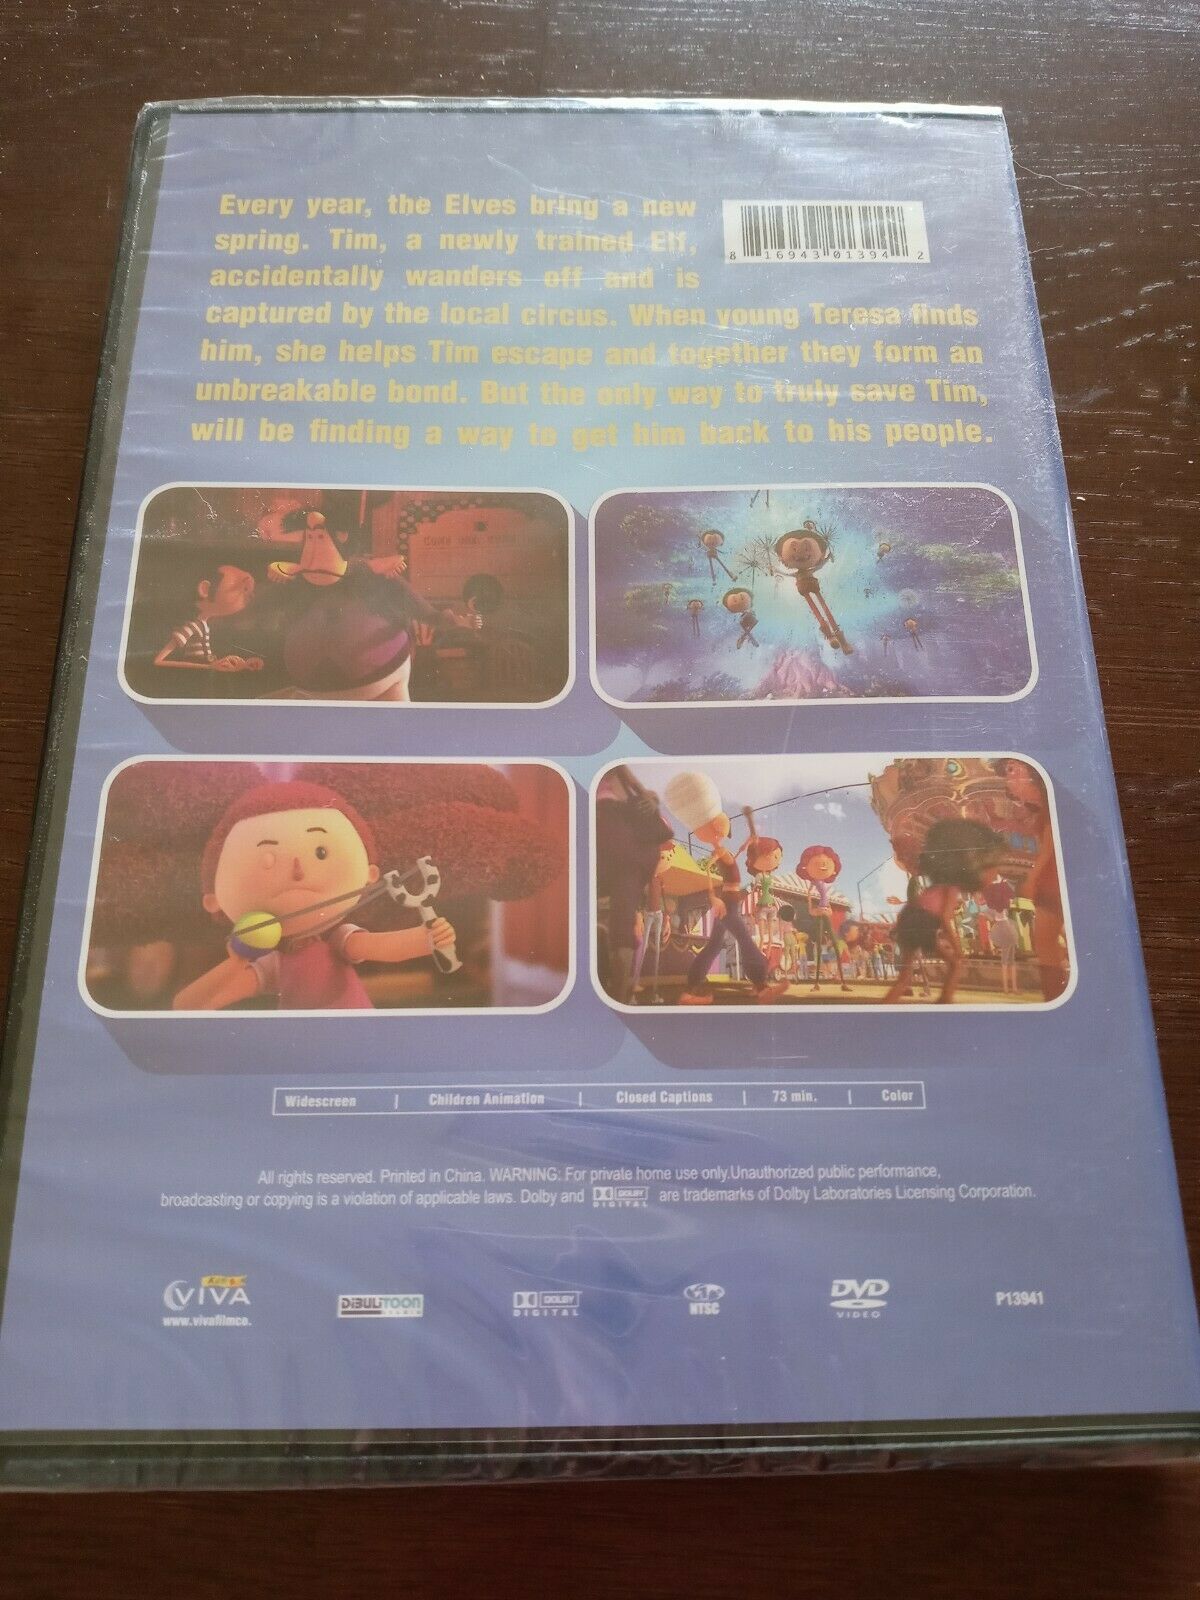 Every year, the Elves bring a new
spring. Tim, a newly trained Elf,
accidentally wanders off and is
captured by the local circus. When young Teresa finds
him, she helps Tim escape and together they form an
unbreakable bond. But the only way to truly save Tim,
will be finding a way to get him back to his people.
8 16943 01394 2
Widescreen | Children Animation | Closed Captions | 73 min. | Color
All rights reserved. Printed in China. WARNING: For private home use only.Unauthorized public performance,
broadcasting or copying is a violation of applicable laws. Dolby and DOLBY DIGITAL are trademarks of Dolby Laboratories Licensing Corporation.
Kids
VIVA
www.vivafilmco.
DIBULITOON
STUDIO
DOLBY
DIGITAL
NTSC
DVD
VIDEO
P13941